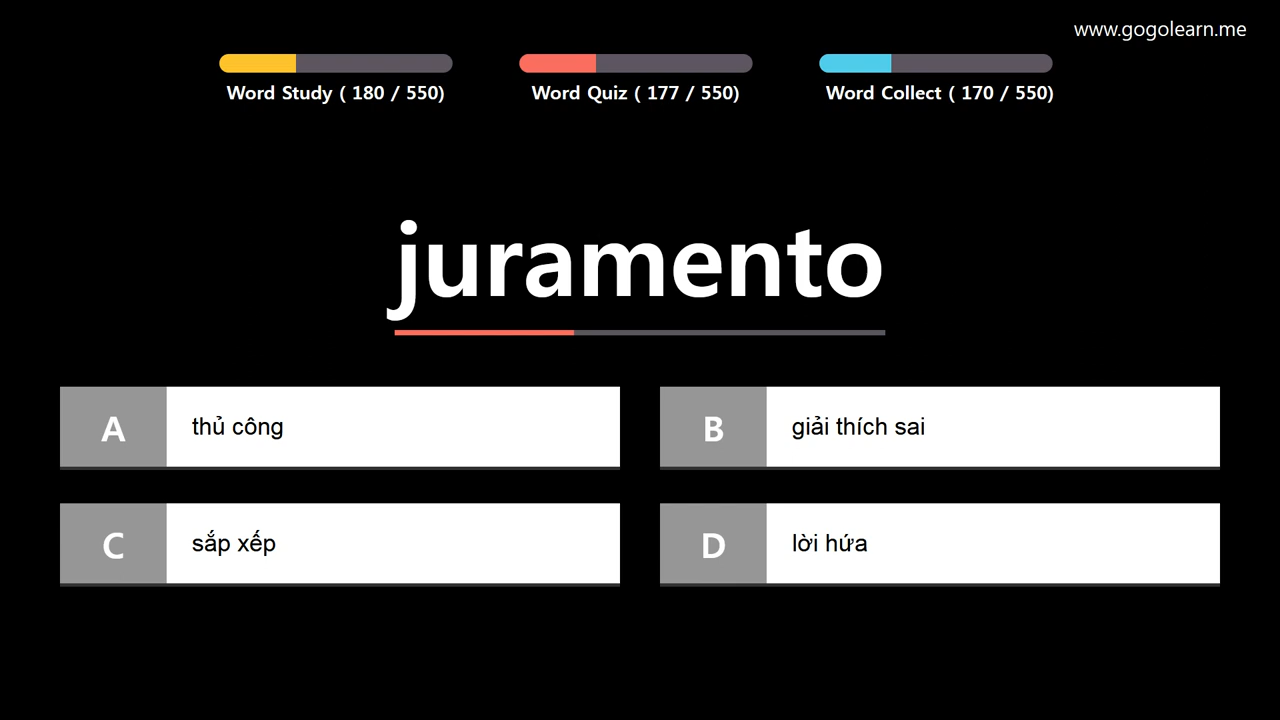 www.gogolearn.me
Word Study ( 180 / 550)
Word Quiz ( 177 / 550)
Word Collect ( 170 / 550)
juramento
A
thủ công
B
giải thích sai
C
sắp xếp
D
lời hứa